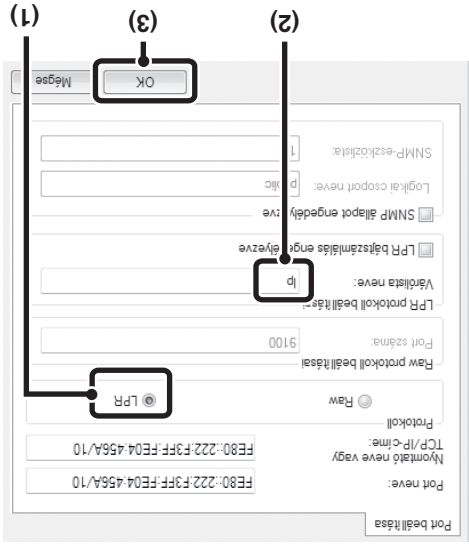 Port beállítása
Port neve: FE80::222:F3FF:FE04:456A/10
Nyomtató neve vagy
TCP/IP-címe: FE80::222:F3FF:FE04:456A/10
Protokoll
Raw LPR
Raw protokoll beállításai
Port száma: 9100
LPR protokoll beállításai
Várólista neve: lp
LPR bájtszámlálás engedélyezve
SNMP állapot engedélyezve
Logikai csoport neve: public
SNMP-eszközlista: 1
OK Mégse
(2) (3) (1)